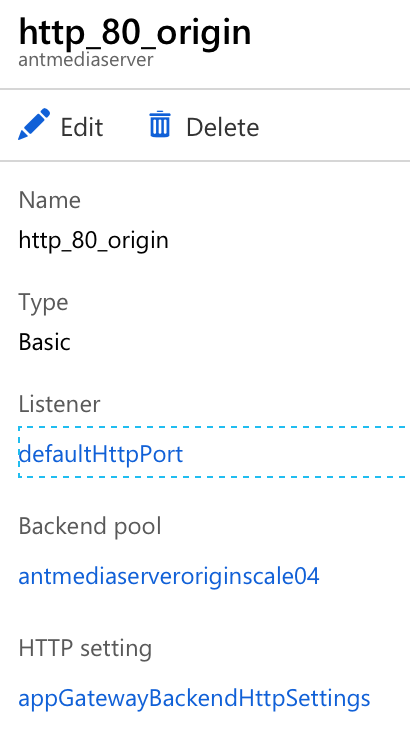 http_80_origin
antmediaserver
Edit Delete
Name
http_80_origin
Type
Basic
Listener
defaultHttpPort
Backend pool
antmediaserveroriginscale04
HTTP setting
appGatewayBackendHttpSettings